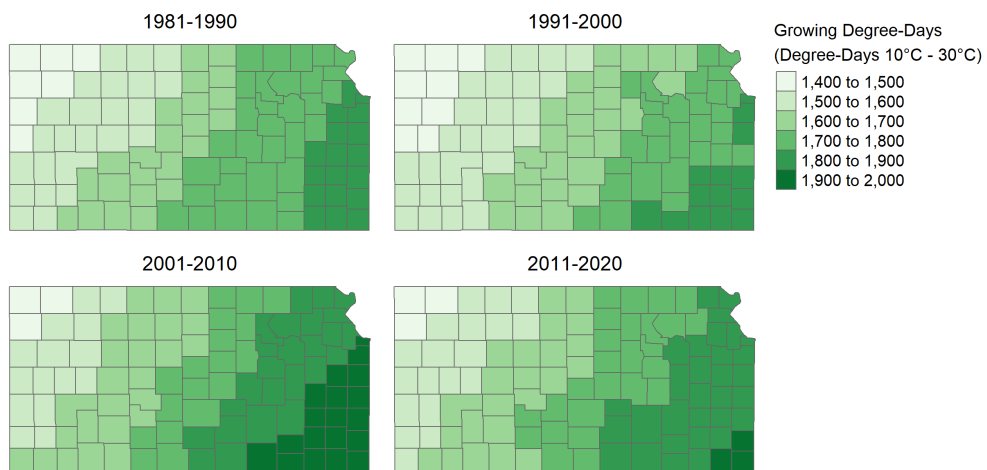 1981-1990
1991-2000
Growing Degree-Days
(Degree-Days 10°C - 30°C)
1,400 to 1,500
1,500 to 1,600
1,600 to 1,700
1,700 to 1,800
1,800 to 1,900
1,900 to 2,000
2001-2010
2011-2020